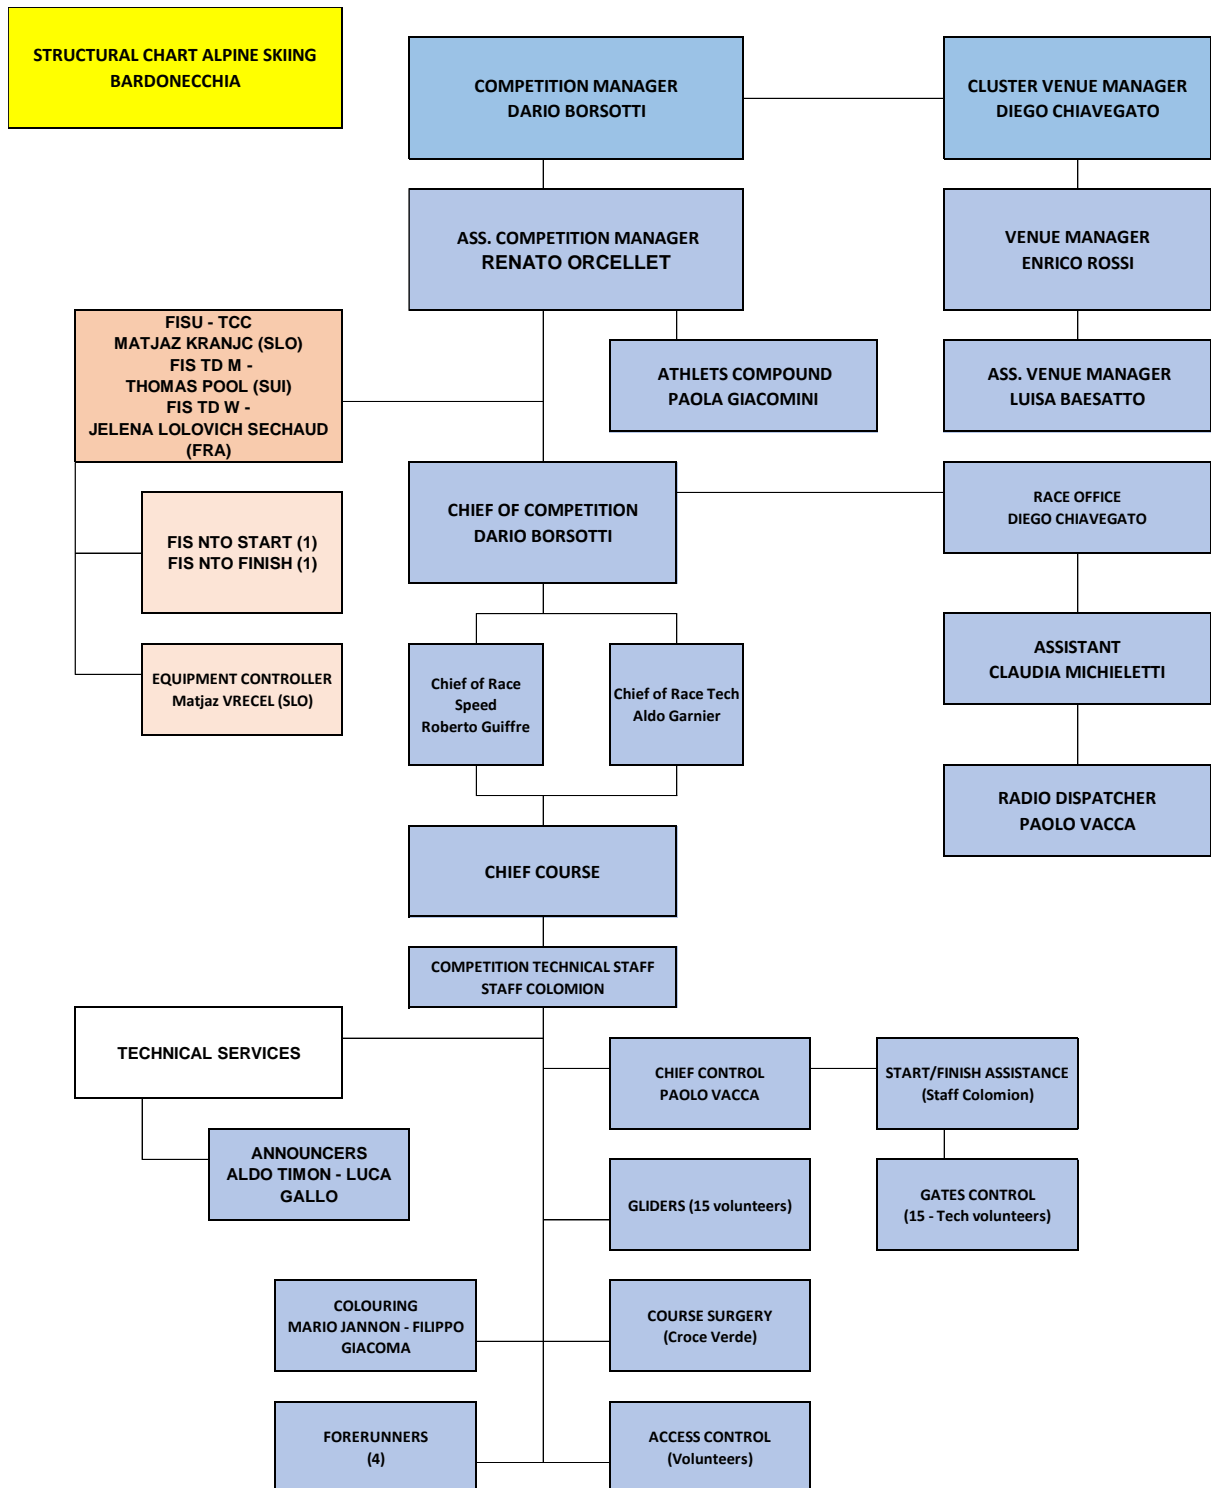 STRUCTURAL CHART ALPINE SKIING
BARDONECCHIA
COMPETITION MANAGER
DARIO BORSOTTI
CLUSTER VENUE MANAGER
DIEGO CHIAVEGATO
ASS. COMPETITION MANAGER
RENATO ORCELLET
VENUE MANAGER
ENRICO ROSSI
FISU - TCC
MATJAZ KRANJC (SLO)
FIS TD M -
THOMAS POOL (SUI)
FIS TD W -
JELENA LOLOVICH SECHAUD
(FRA)
ATHLETS COMPOUND
PAOLA GIACOMINI
ASS. VENUE MANAGER
LUISA BAESATTO
CHIEF OF COMPETITION
DARIO BORSOTTI
RACE OFFICE
DIEGO CHIAVEGATO
FIS NTO START (1)
FIS NTO FINISH (1)
ASSISTANT
CLAUDIA MICHIELETTI
EQUIPMENT CONTROLLER
Matjaz VRECEL (SLO)
Chief of Race
Speed
Roberto Guiffre
Chief of Race Tech
Aldo Garnier
RADIO DISPATCHER
PAOLO VACCA
CHIEF COURSE
COMPETITION TECHNICAL STAFF
STAFF COLOMION
TECHNICAL SERVICES
CHIEF CONTROL
PAOLO VACCA
START/FINISH ASSISTANCE
(Staff Colomion)
ANNOUNCERS
ALDO TIMON - LUCA
GALLO
GLIDERS (15 volunteers)
GATES CONTROL
(15 - Tech volunteers)
COLOURING
MARIO JANNON - FILIPPO
GIACOMA
COURSE SURGERY
(Croce Verde)
FORERUNNERS
(4)
ACCESS CONTROL
(Volunteers)